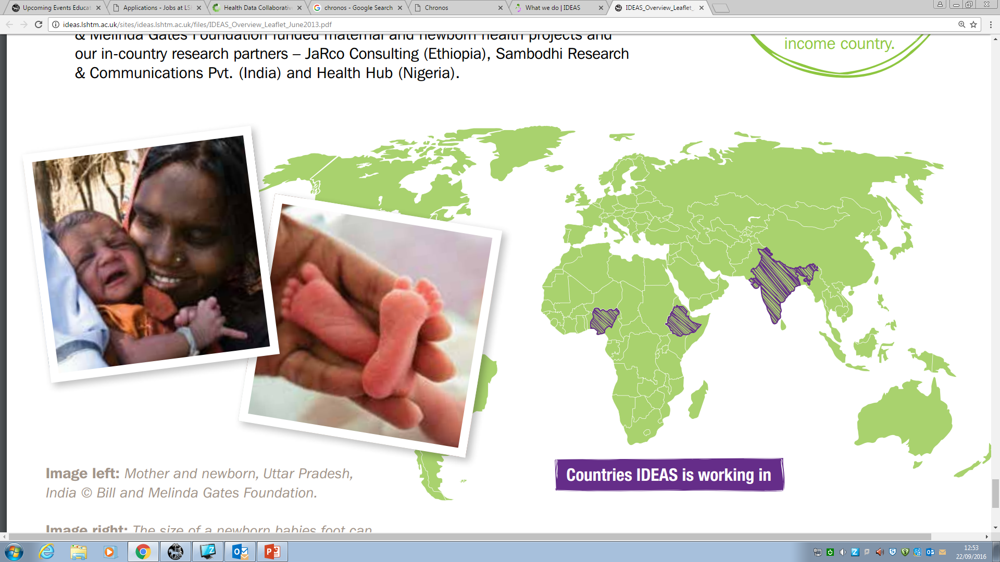 Upcoming Events Educat
Applications - Jobs at LS
Health Data Collaborativ
chronos - Google Search
Chronos
What we do | IDEAS
IDEAS_Overview_Leaflet_
ideas.lshtm.ac.uk/sites/ideas.lshtm.ac.uk/files/IDEAS_Overview_Leaflet_June2013.pdf
& Melinda Gates Foundation funded maternal and newborn health projects and
our in-country research partners – JaRco Consulting (Ethiopia), Sambodhi Research
& Communications Pvt. (India) and Health Hub (Nigeria).
income country.
Countries IDEAS is working in
Image left: Mother and newborn, Uttar Pradesh,
India © Bill and Melinda Gates Foundation.
Image right: The size of a newborn babies foot can
12:53
22/09/2016